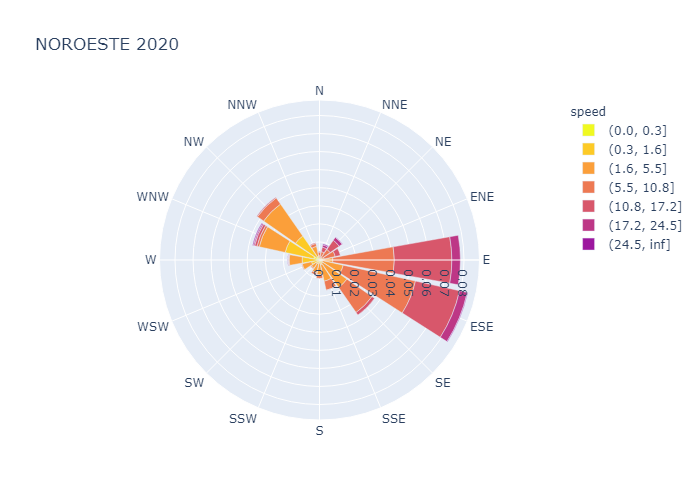 NOROESTE 2020
N
NNW
NNE
NW
NE
WNW
ENE
W
E
WSW
ESE
SW
SE
SSW
SSE
S
0
0.01
0.02
0.03
0.04
0.05
0.06
0.07
0.08
speed
(0.0, 0.3]
(0.3, 1.6]
(1.6, 5.5]
(5.5, 10.8]
(10.8, 17.2]
(17.2, 24.5]
(24.5, inf]